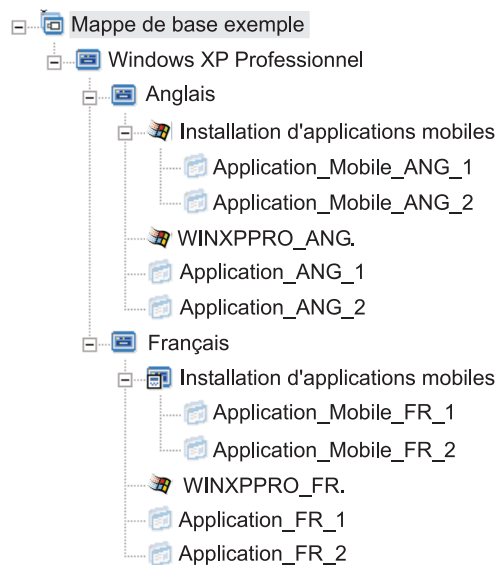 Mappe de base exemple
Windows XP Professionnel
Anglais
Installation d'applications mobiles
Application_Mobile_ANG_1
Application_Mobile_ANG_2
WINXPPRO_ANG.
Application_ANG_1
Application_ANG_2
Français
Installation d'applications mobiles
Application_Mobile_FR_1
Application_Mobile_FR_2
WINXPPRO_FR.
Application_FR_1
Application_FR_2